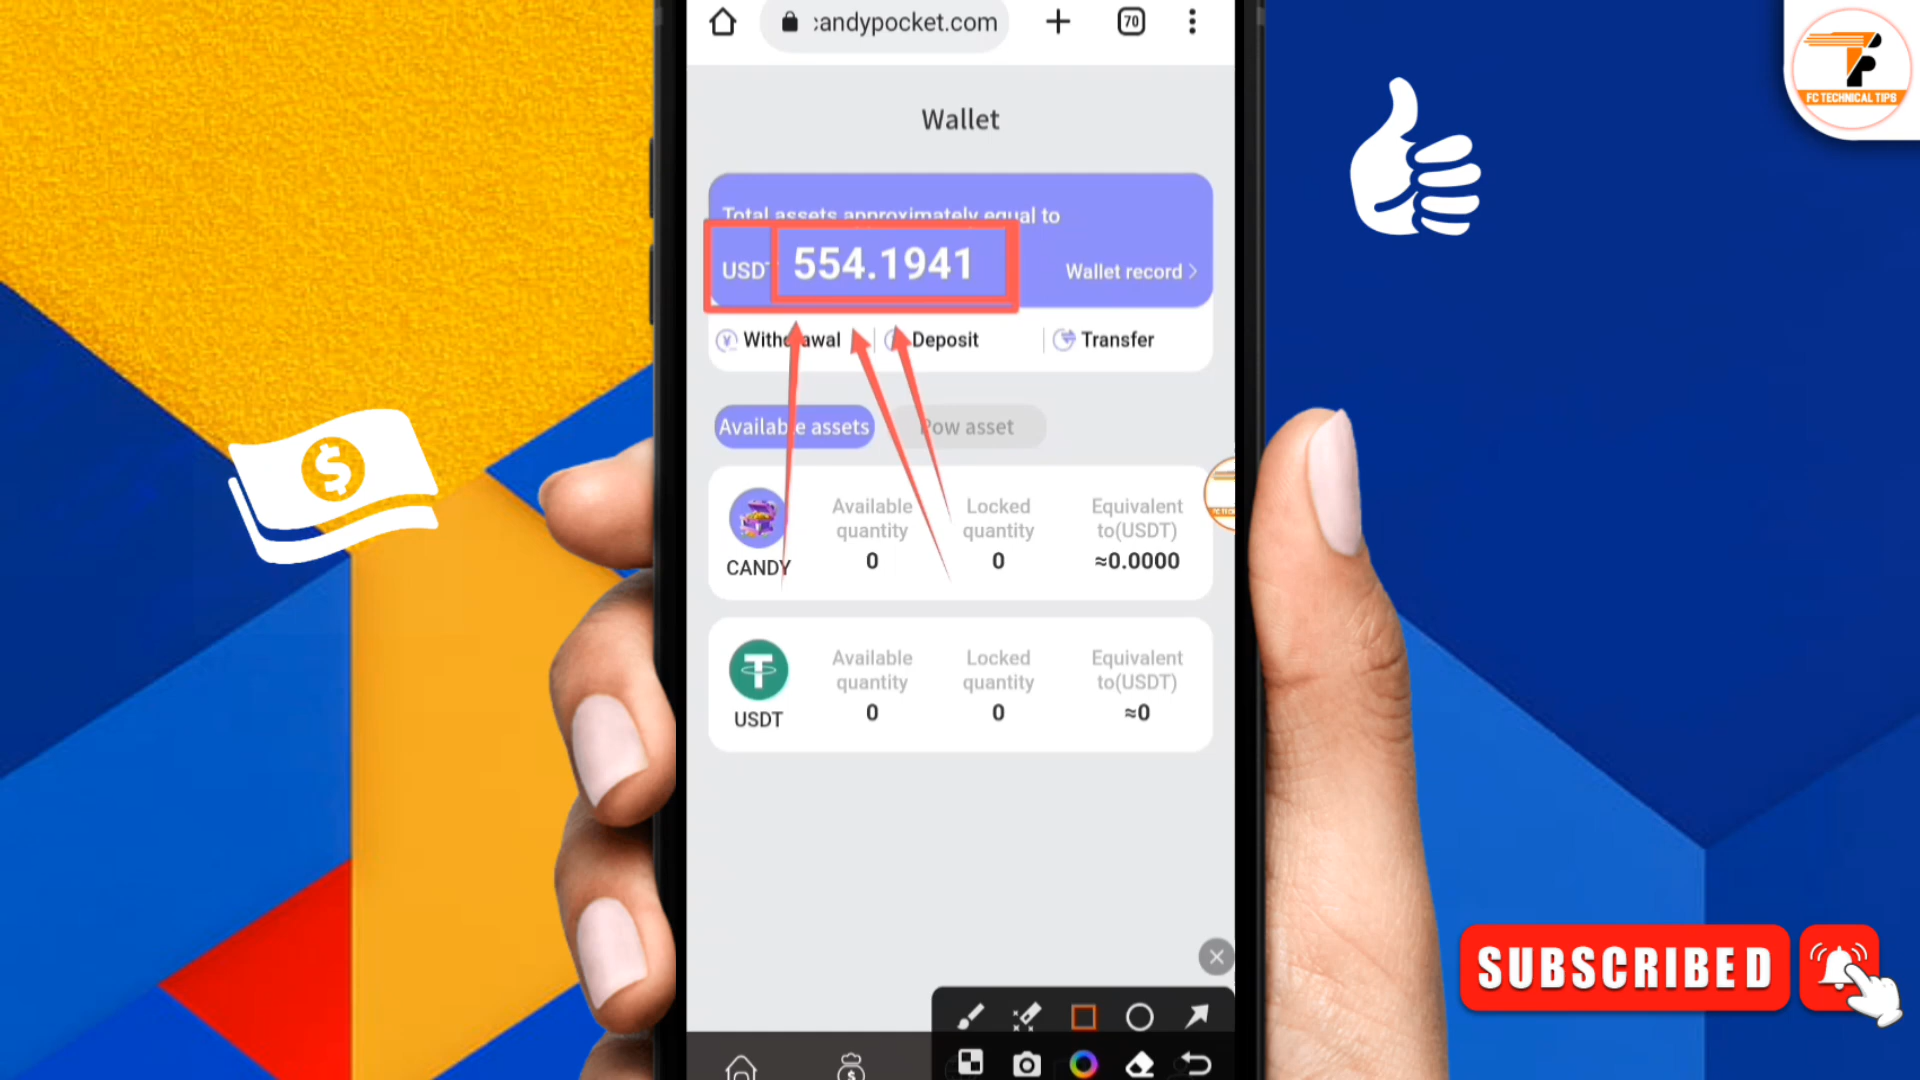 candypocket.com
70
FC TECHNICAL TIPS
Wallet
Total assets approximately equal to
USDT 554.1941
Wallet record >
Withdrawal
Deposit
Transfer
Available assets
Pow asset
Available quantity
Locked quantity
Equivalent to(USDT)
CANDY
0
0
≈0.0000
Available quantity
Locked quantity
Equivalent to(USDT)
USDT
0
0
≈0
SUBSCRIBED